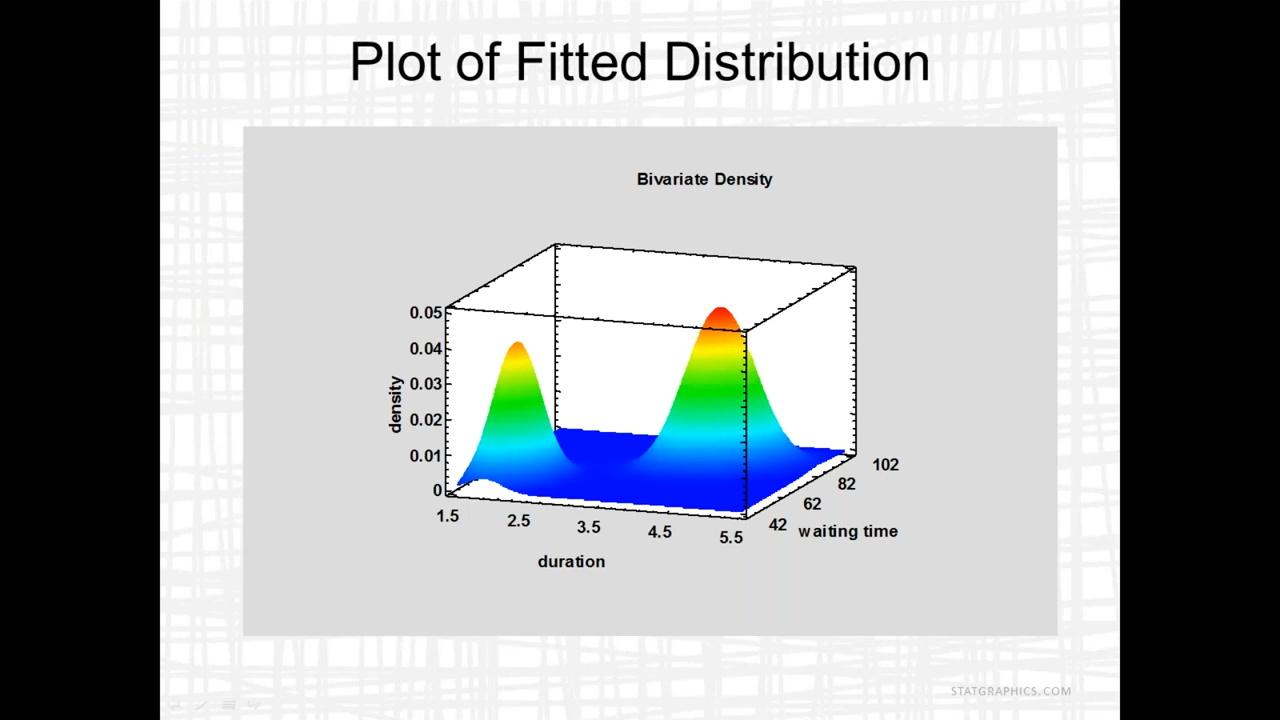 Plot of Fitted Distribution
Bivariate Density
0.05
0.04
0.03
0.02
0.01
0
density
1.5
2.5
3.5
4.5
5.5
duration
42
62
82
102
waiting time
STATGRAPHICS.COM